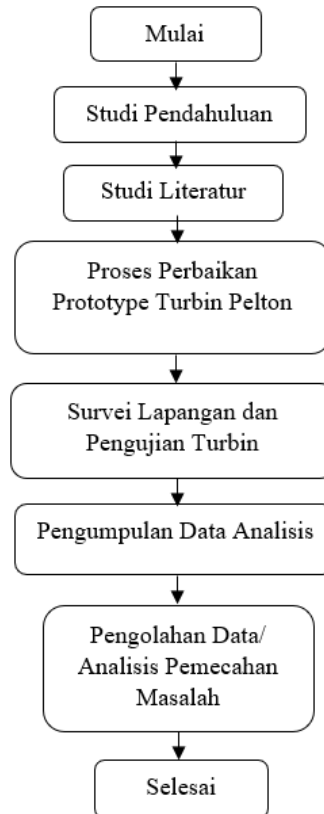 Mulai
Studi Pendahuluan
Studi Literatur
Proses Perbaikan
Prototype Turbin Pelton
Survei Lapangan dan
Pengujian Turbin
Pengumpulan Data Analisis
Pengolahan Data/
Analisis Pemecahan
Masalah
Selesai